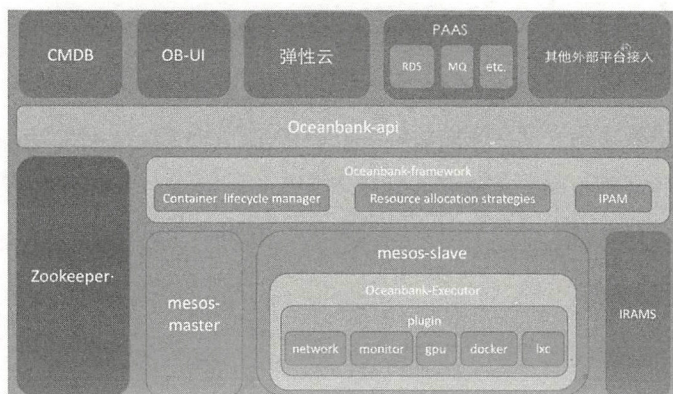 CMDB
OB-UI
弹性云
PAAS
RDS
MQ
etc.
其他外部平台接入
Oceanbank-api
Zookeeper
Oceanbank-framework
Container lifecycle manager
Resource allocation strategies
IPAM
mesos-
master
mesos-slave
Oceanbank-Executor
plugin
network
monitor
gpu
docker
lxc
IRAMS